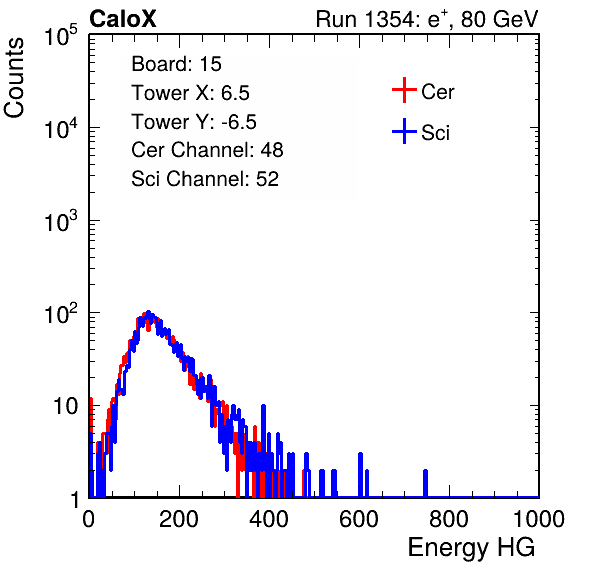 CaloX Run 1354: e⁺, 80 GeV
Counts
10⁵
10⁴
10³
10²
10
1
Board: 15
Tower X: 6.5
Tower Y: -6.5
Cer Channel: 48
Sci Channel: 52
Cer
Sci
0 200 400 600 800 1000
Energy HG